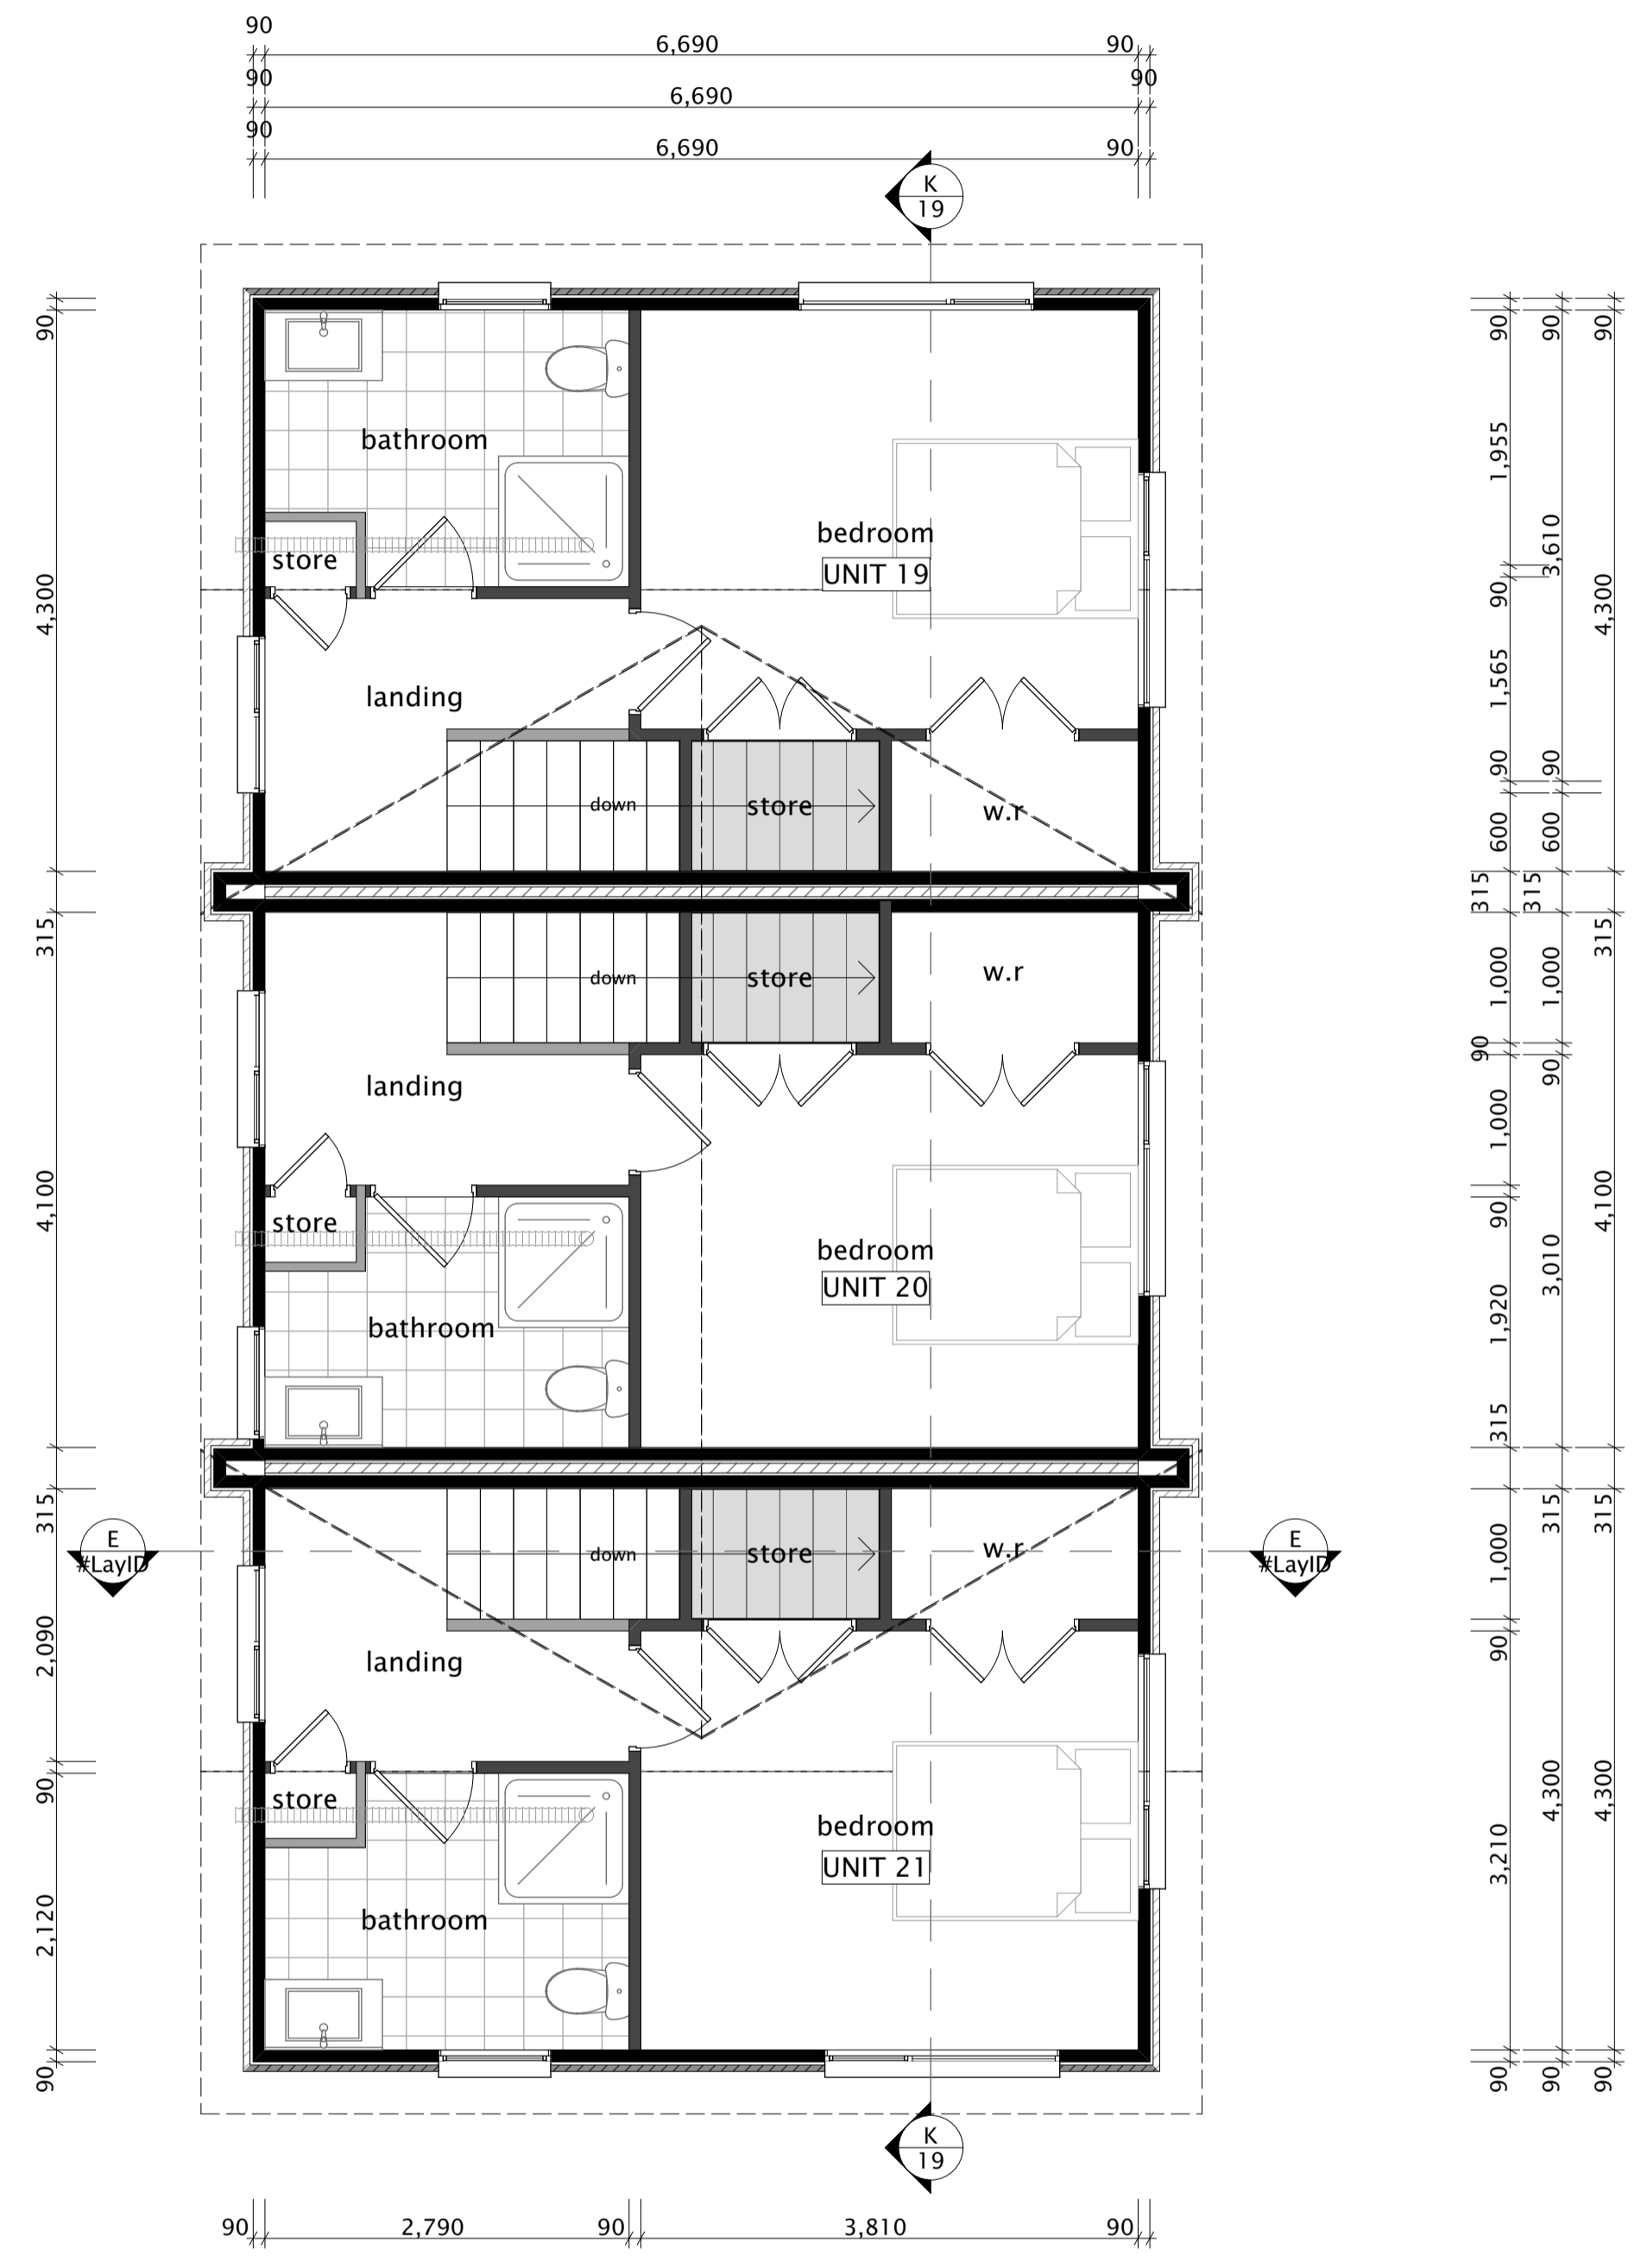 90
6,690
90
90
90
6,690
90
6,690
90
K
19
90
4,300
315
4,100
315
2,090
90
2,120
90
bathroom
store
bedroom
UNIT 19
landing
down
store
w.r
down
store
w.r
landing
store
bedroom
UNIT 20
bathroom
E
#LayID
down
store
w.r
E
#LayID
landing
store
bedroom
UNIT 21
bathroom
90
1,955
90
1,565
90
600
315
1,000
90
1,000
90
1,920
315
1,000
90
3,210
90
90
3,610
90
600
315
1,000
90
3,010
315
4,300
90
90
4,300
315
4,100
315
4,300
90
K
19
90
2,790
90
3,810
90